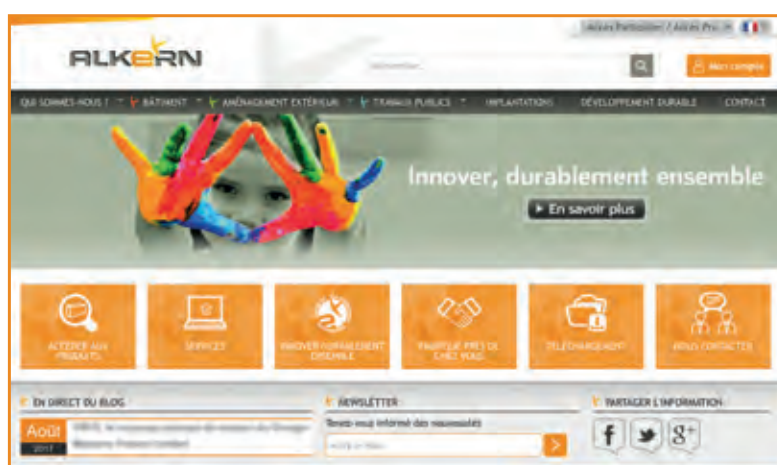 Accès Particulier / Accès Pro
ALKERN
Mon compte
QUI SOMMES-NOUS ? BÂTIMENT AMÉNAGEMENT EXTÉRIEUR TRAVAUX PUBLICS IMPLANTATIONS DÉVELOPPEMENT DURABLE CONTACT
Innover, durablement ensemble
En savoir plus
ACCÉDER AUX PRODUITS
SERVICES
INNOVER DURABLEMENT ENSEMBLE
FABRIQUÉ PRÈS DE CHEZ VOUS
TÉLÉCHARGEMENT
NOUS CONTACTER
EN DIRECT DU BLOG
Août
2017
NEWSLETTER
Tenez-vous informé des nouveautés
PARTAGER L'INFORMATION
f
g+